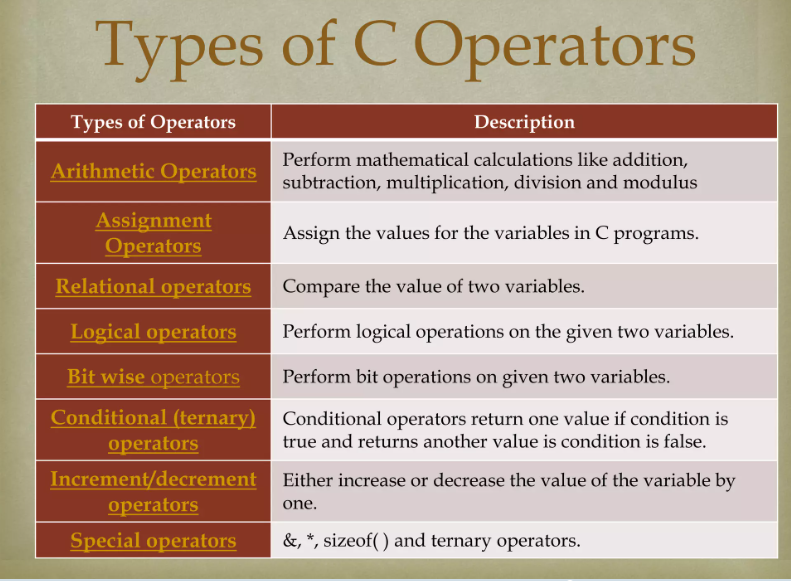 Types of C Operators
Types of Operators
Description
Arithmetic Operators
Perform mathematical calculations like addition,
subtraction, multiplication, division and modulus
Assignment
Operators
Assign the values for the variables in C programs.
Relational operators
Compare the value of two variables.
Logical operators
Perform logical operations on the given two variables.
Bit wise operators
Perform bit operations on given two variables.
Conditional (ternary)
operators
Conditional operators return one value if condition is
true and returns another value is condition is false.
Increment/decrement
operators
Either increase or decrease the value of the variable by
one.
Special operators
&, *, sizeof( ) and ternary operators.